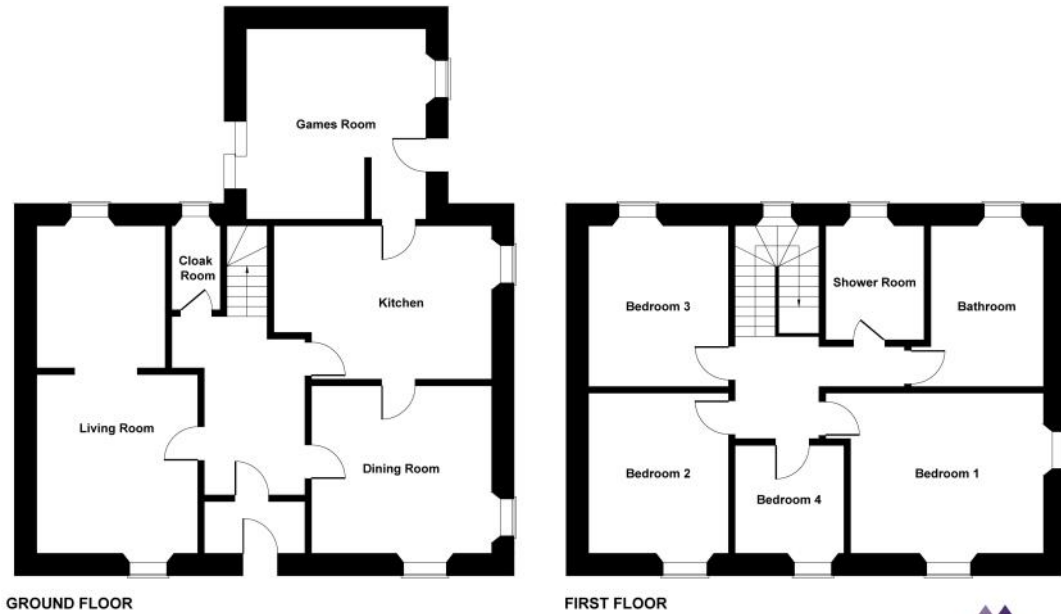 Games Room
Cloak
Room
Kitchen
Living Room
Dining Room
GROUND FLOOR
Bedroom 3
Shower Room
Bathroom
Bedroom 2
Bedroom 4
Bedroom 1
FIRST FLOOR